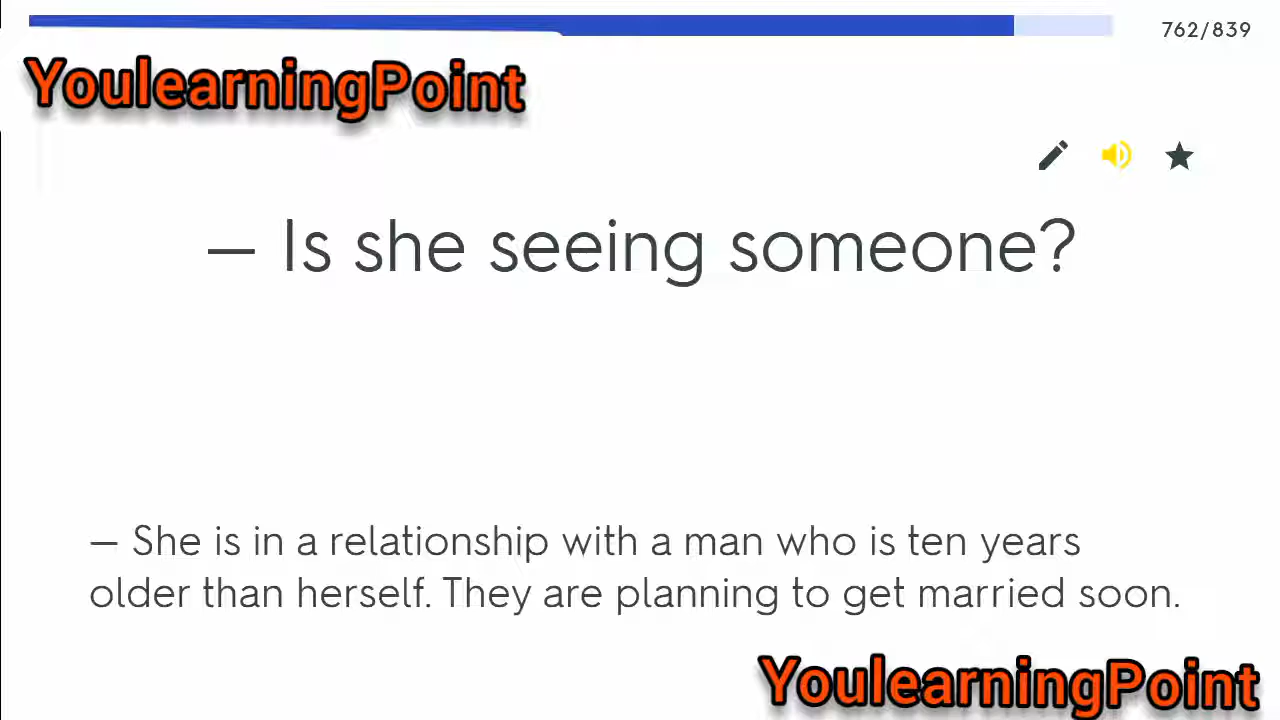 762/839
YoulearningPoint
— Is she seeing someone?
— She is in a relationship with a man who is ten years
older than herself. They are planning to get married soon.
YoulearningPoint